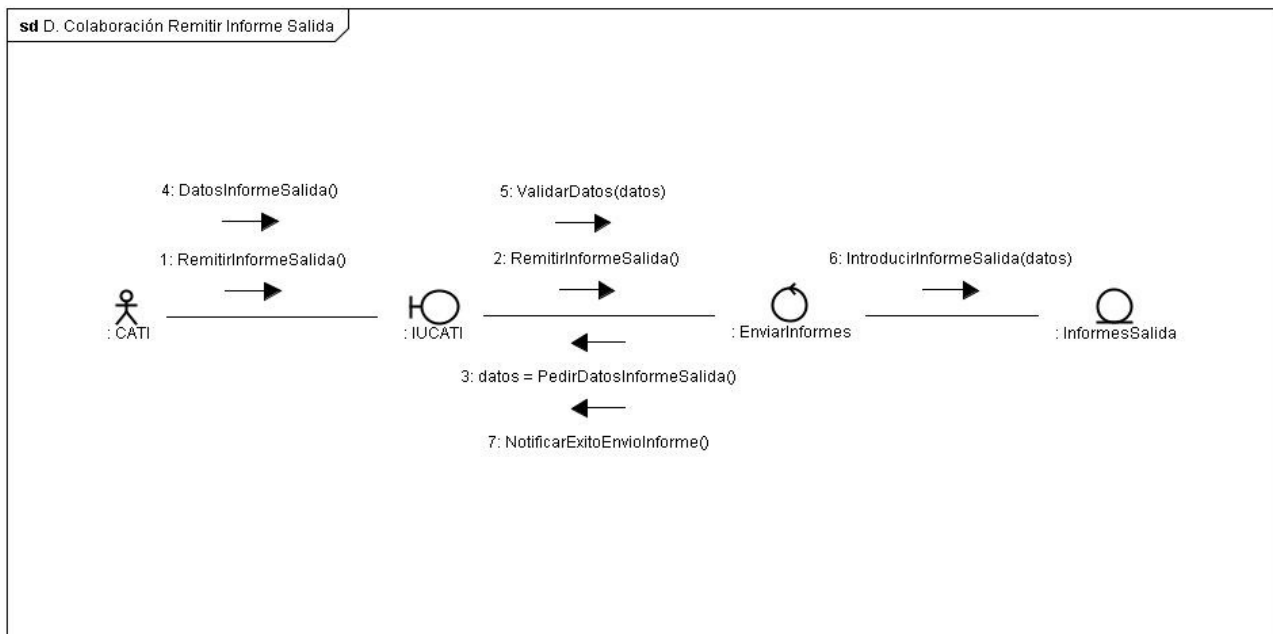 sd D. Colaboración Remitir Informe Salida
4: DatosInformeSalida()
5: ValidarDatos(datos)
1: RemitirInformeSalida()
2: RemitirInformeSalida()
6: IntroducirInformeSalida(datos)
: CATI
: IUCATI
: EnviarInformes
: InformesSalida
3: datos = PedirDatosInformeSalida()
7: NotificarExitoEnvioInforme()